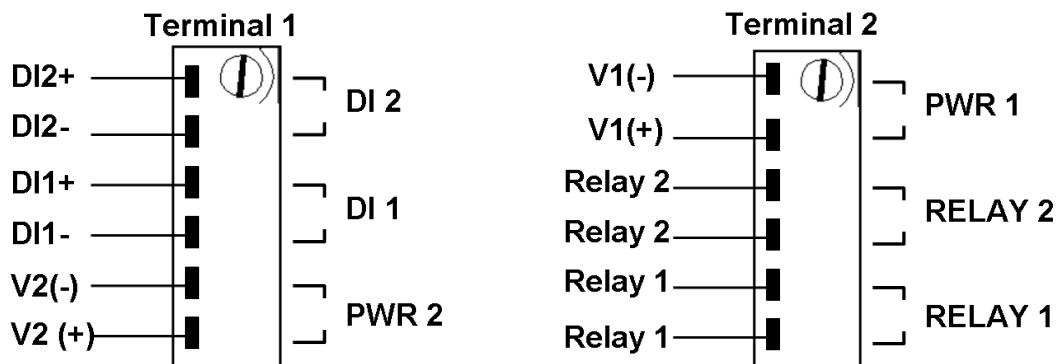 Terminal 1
DI2+
DI2-
DI 2
DI1+
DI1-
DI 1
V2(-)
V2 (+)
PWR 2
Terminal 2
V1(-)
V1(+)
PWR 1
Relay 2
Relay 2
RELAY 2
Relay 1
Relay 1
RELAY 1